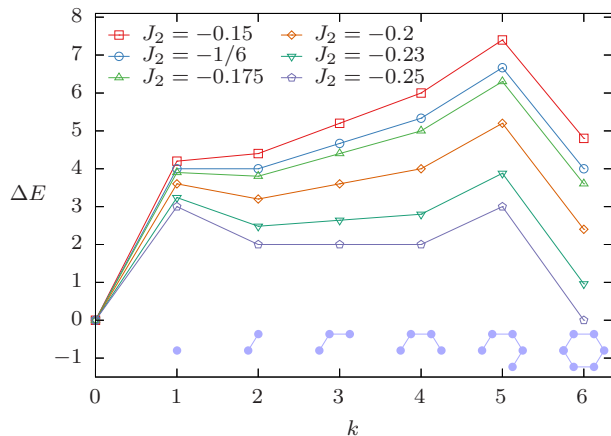 8
7
6
5
4
3
2
1
0
−1
ΔE
J₂ = −0.15
J₂ = −1/6
J₂ = −0.175
J₂ = −0.2
J₂ = −0.23
J₂ = −0.25
0 1 2 3 4 5 6
k